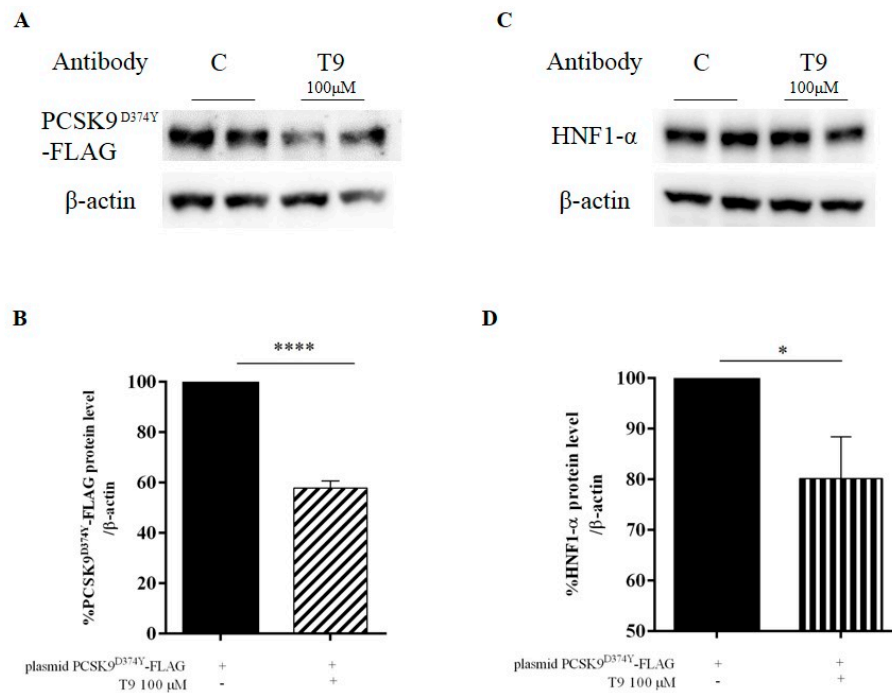 A
Antibody C T9
100μM
PCSK9D374Y
-FLAG
β-actin
C
Antibody C T9
100μM
HNF1-α
β-actin
B
****
%PCSK9D374Y-FLAG protein level
/β-actin
100
80
60
40
20
0
plasmid PCSK9D374Y-FLAG + +
T9 100 μM - +
D
*
%HNF1-α protein level
/β-actin
100
90
80
70
60
50
plasmid PCSK9D374Y-FLAG + +
T9 100 μM - +